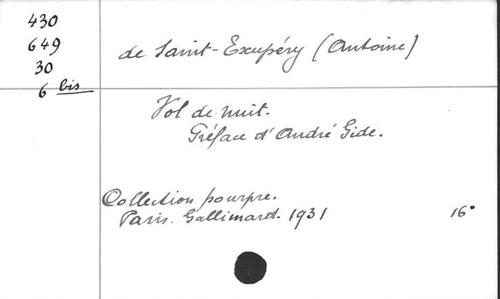 430
649
30
6 bis
de Saint-Exupéry (Antoine)
Vol de nuit.
Préface d'André Gide.
Collection pourpre.
Paris. Gallimard. 1931
16°